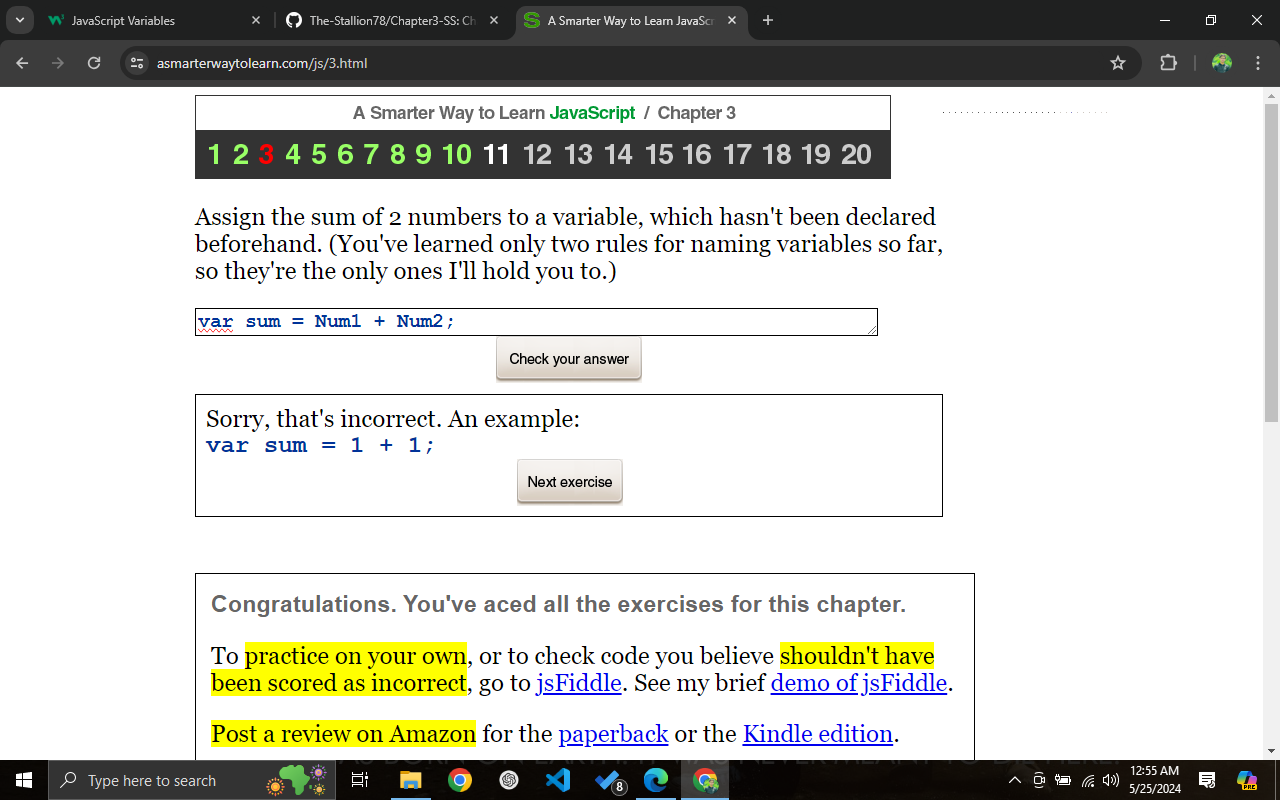 JavaScript Variables
The-Stallion78/Chapter3-SS: Ch
A Smarter Way to Learn JavaScr
asmarterwaytolearn.com/js/3.html
A Smarter Way to Learn JavaScript / Chapter 3
1 2 3 4 5 6 7 8 9 10 11 12 13 14 15 16 17 18 19 20
Assign the sum of 2 numbers to a variable, which hasn't been declared
beforehand. (You've learned only two rules for naming variables so far,
so they're the only ones I'll hold you to.)
var sum = Num1 + Num2;
Check your answer
Sorry, that's incorrect. An example:
var sum = 1 + 1;
Next exercise
Congratulations. You've aced all the exercises for this chapter.
To practice on your own, or to check code you believe shouldn't have
been scored as incorrect, go to jsFiddle. See my brief demo of jsFiddle.
Post a review on Amazon for the paperback or the Kindle edition.
Type here to search
8
PRE
12:55 AM
5/25/2024